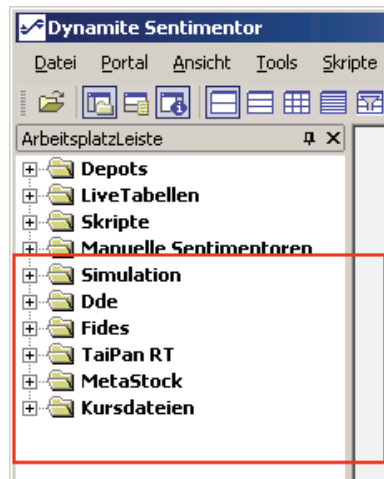 Dynamite Sentimentor
Datei Portal Ansicht Tools Skripte
ArbeitsplatzLeiste
Depots
LiveTabellen
Skripte
Manuelle Sentimentoren
Simulation
Dde
Fides
TaiPan RT
MetaStock
Kursdateien